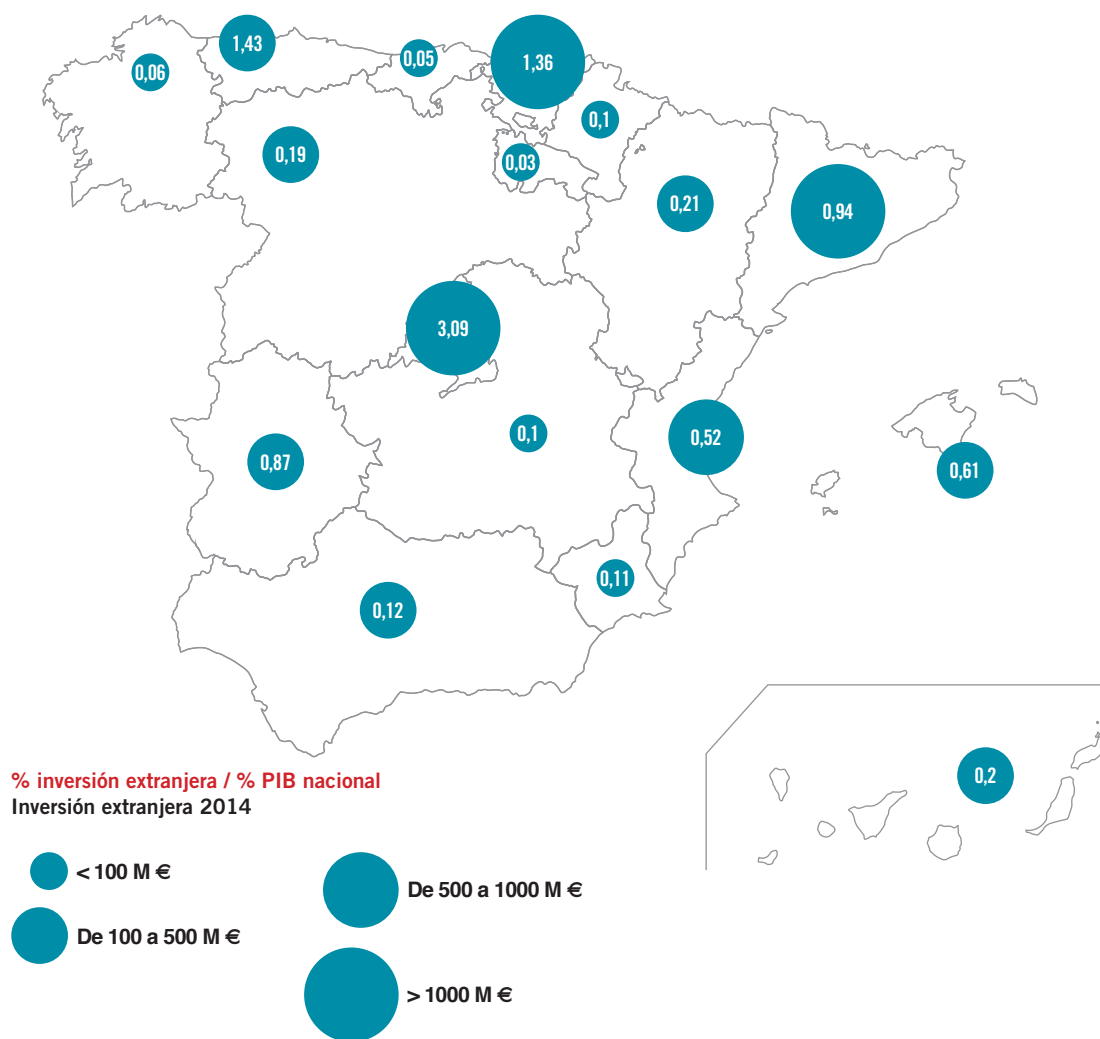 1,43
0,05
1,36
0,06
0,1
0,19
0,03
0,21
0,94
3,09
0,1
0,52
0,87
0,61
0,11
0,12
0,2
% inversión extranjera / % PIB nacional
Inversión extranjera 2014
< 100 M €
De 100 a 500 M €
De 500 a 1000 M €
> 1000 M €